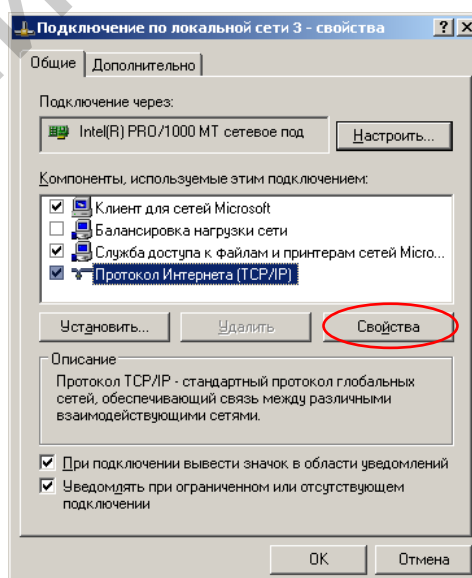 Подключение по локальной сети 3 - свойства
Общие
Дополнительно
Подключение через:
Intel(R) PRO/1000 MT сетевое под
Настроить...
Компоненты, используемые этим подключением:
Клиент для сетей Microsoft
Балансировка нагрузки сети
Служба доступа к файлам и принтерам сетей Micro...
Протокол Интернета (TCP/IP)
Установить...
Удалить
Свойства
Описание
Протокол TCP/IP - стандартный протокол глобальных
сетей, обеспечивающий связь между различными
взаимодействующими сетями.
При подключении вывести значок в области уведомлений
Уведомлять при ограниченном или отсутствующем
подключении
OK
Отмена